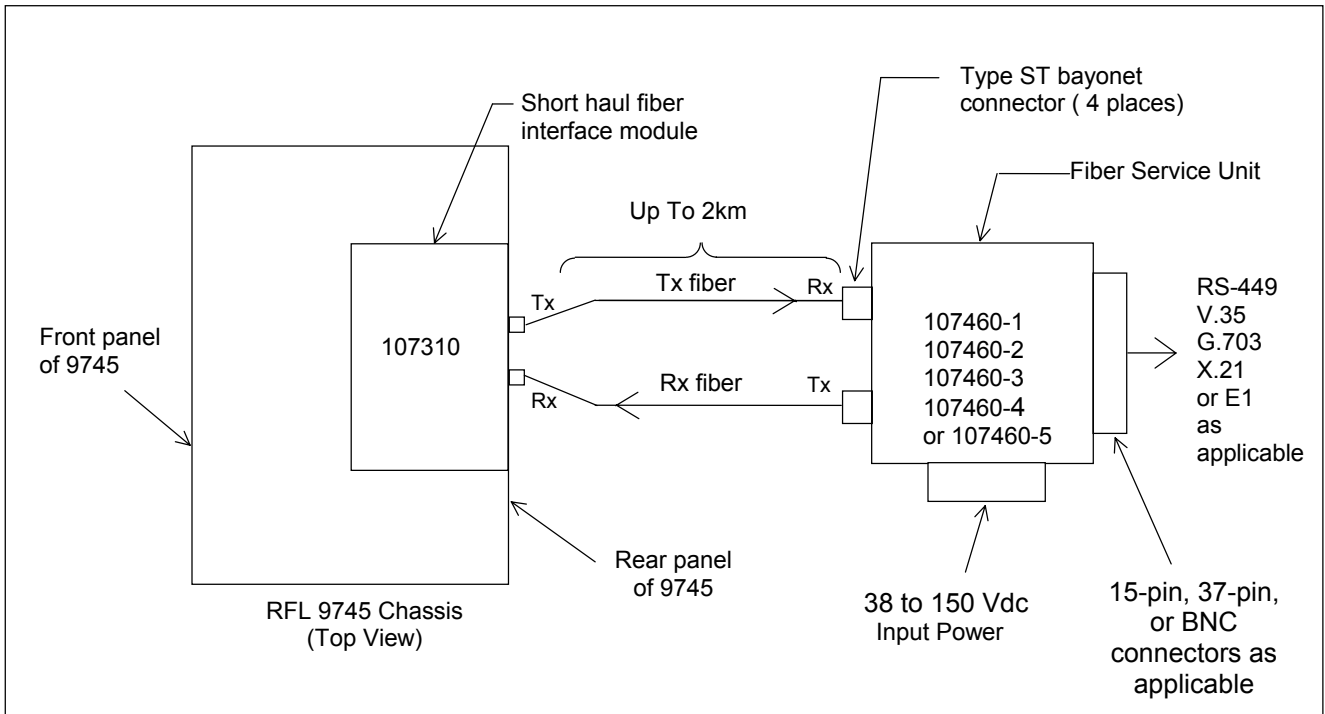 Type ST bayonet
connector ( 4 places)
Short haul fiber
interface module
Fiber Service Unit
Up To 2km
Tx fiber
Tx
Rx
Rx fiber
Rx
Tx
107310
107460-1
107460-2
107460-3
107460-4
or 107460-5
RS-449
V.35
G.703
X.21
or E1
as
applicable
Front panel
of 9745
Rear panel
of 9745
RFL 9745 Chassis
(Top View)
38 to 150 Vdc
Input Power
15-pin, 37-pin,
or BNC
connectors as
applicable